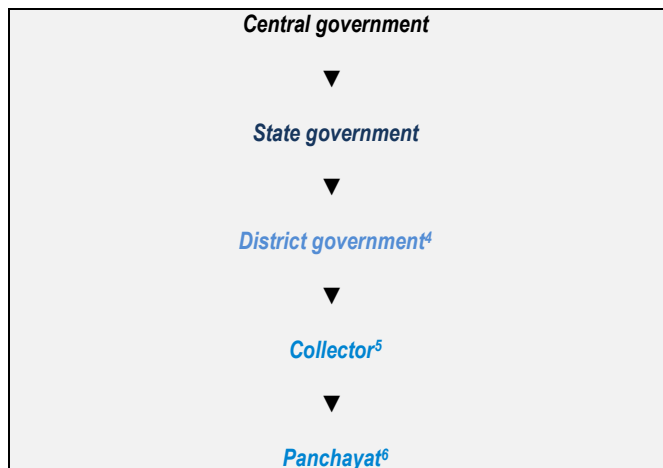 Central government
▼
State government
▼
District government⁴
▼
Collector⁵
▼
Panchayat⁶